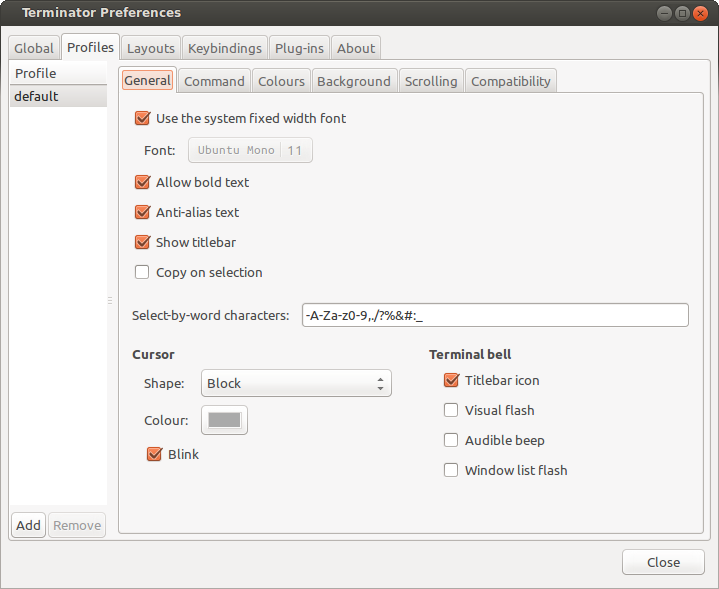 Terminator Preferences
Global Profiles Layouts Keybindings Plug-ins About
Profile
default
General Command Colours Background Scrolling Compatibility
Use the system fixed width font
Font: Ubuntu Mono 11
Allow bold text
Anti-alias text
Show titlebar
Copy on selection
Select-by-word characters: -A-Za-z0-9,./?%&#:_
Cursor
Shape: Block
Colour:
Blink
Terminal bell
Titlebar icon
Visual flash
Audible beep
Window list flash
Add Remove
Close